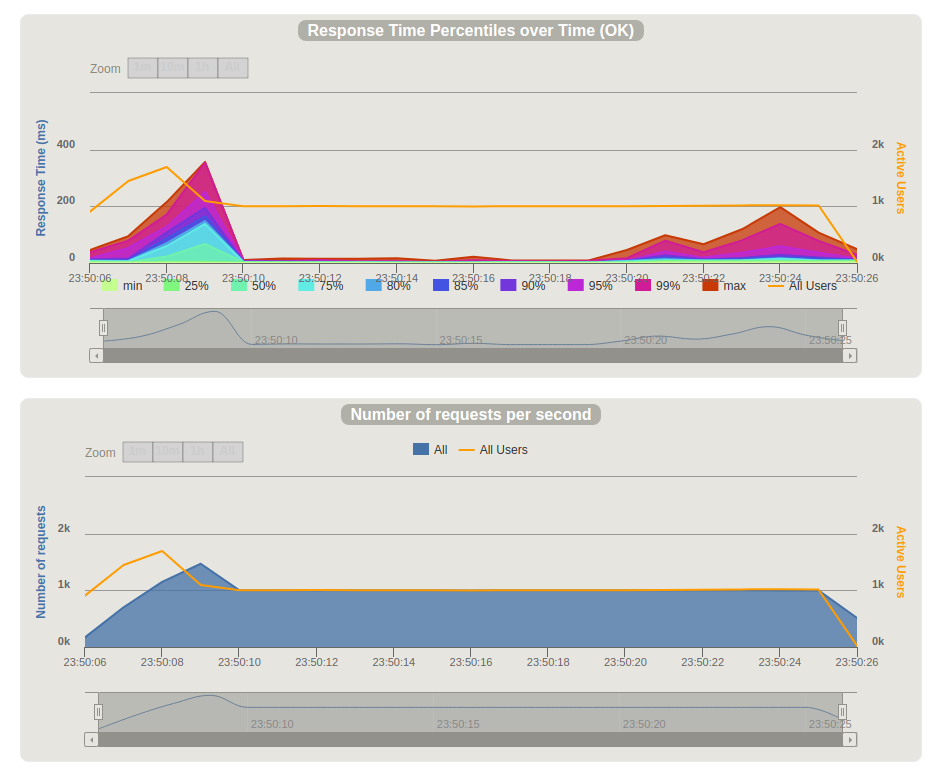 Response Time Percentiles over Time (OK)
Zoom 1m 10m 1h All
Response Time (ms)
400
200
0
2k
1k
0k
Active Users
23:50:06 23:50:08 23:50:10 23:50:12 23:50:14 23:50:16 23:50:18 23:50:20 23:50:22 23:50:24 23:50:26
min 25% 50% 75% 80% 85% 90% 95% 99% max All Users
23:50:10 23:50:15 23:50:20 23:50:25
Number of requests per second
Zoom 1m 10m 1h All
All All Users
Number of requests
2k
1k
0k
2k
1k
0k
Active Users
23:50:06 23:50:08 23:50:10 23:50:12 23:50:14 23:50:16 23:50:18 23:50:20 23:50:22 23:50:24 23:50:26
23:50:10 23:50:15 23:50:20 23:50:25